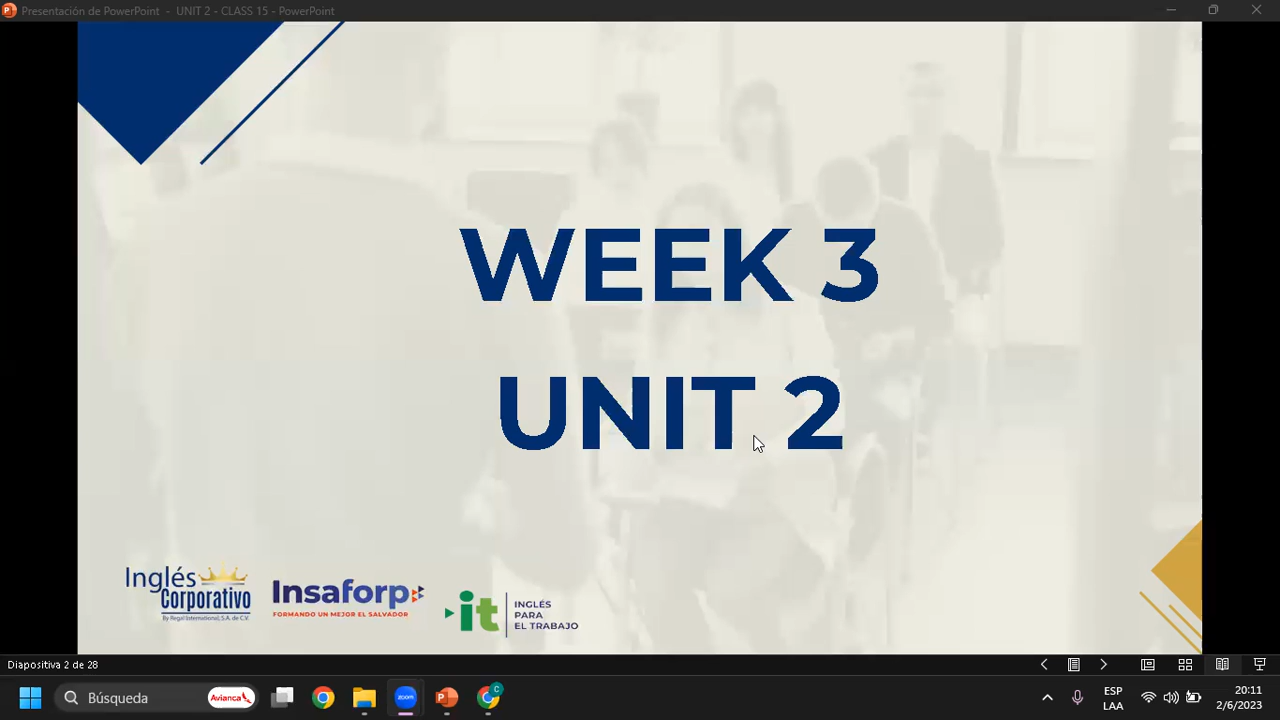 Presentación de PowerPoint - UNIT 2 - CLASS 15 - PowerPoint
WEEK 3
UNIT 2
Inglés
Corporativo
By Regal International, S.A. de C.V.
Insaforp
FORMANDO UN MEJOR EL SALVADOR
it
INGLÉS
PARA
EL TRABAJO
Diapositiva 2 de 28
Búsqueda
Avianca
zoom
C
ESP
LAA
20:11
2/6/2023